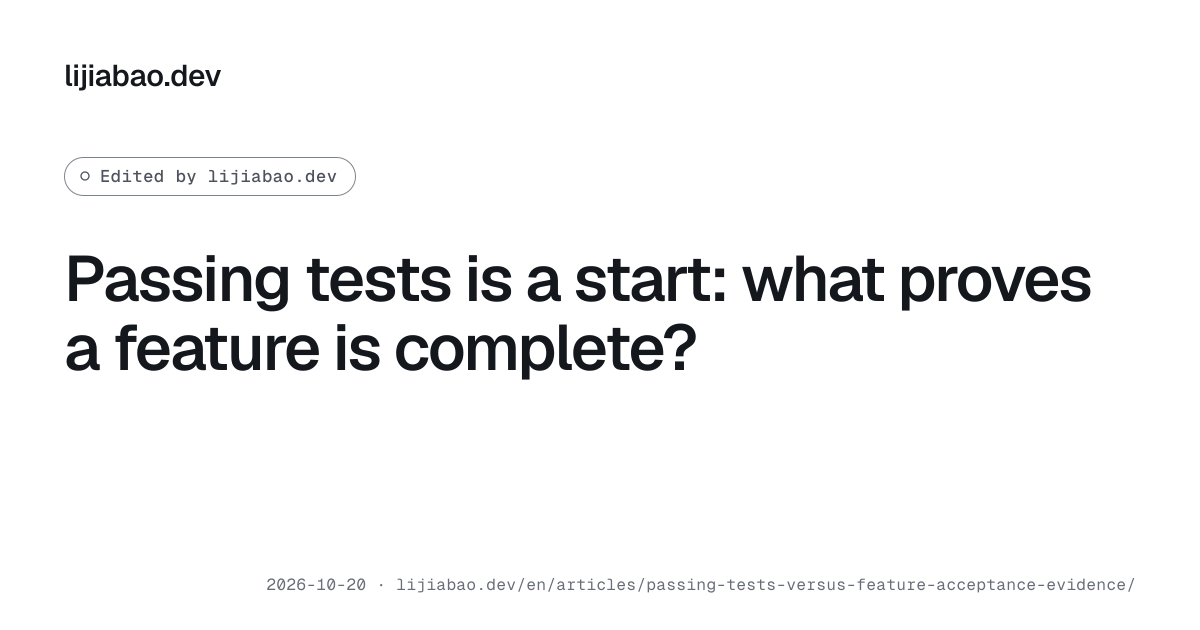 lijiabao.dev
Edited by lijiabao.dev
Passing tests is a start: what proves
a feature is complete?
2026-10-20 · lijiabao.dev/en/articles/passing-tests-versus-feature-acceptance-evidence/